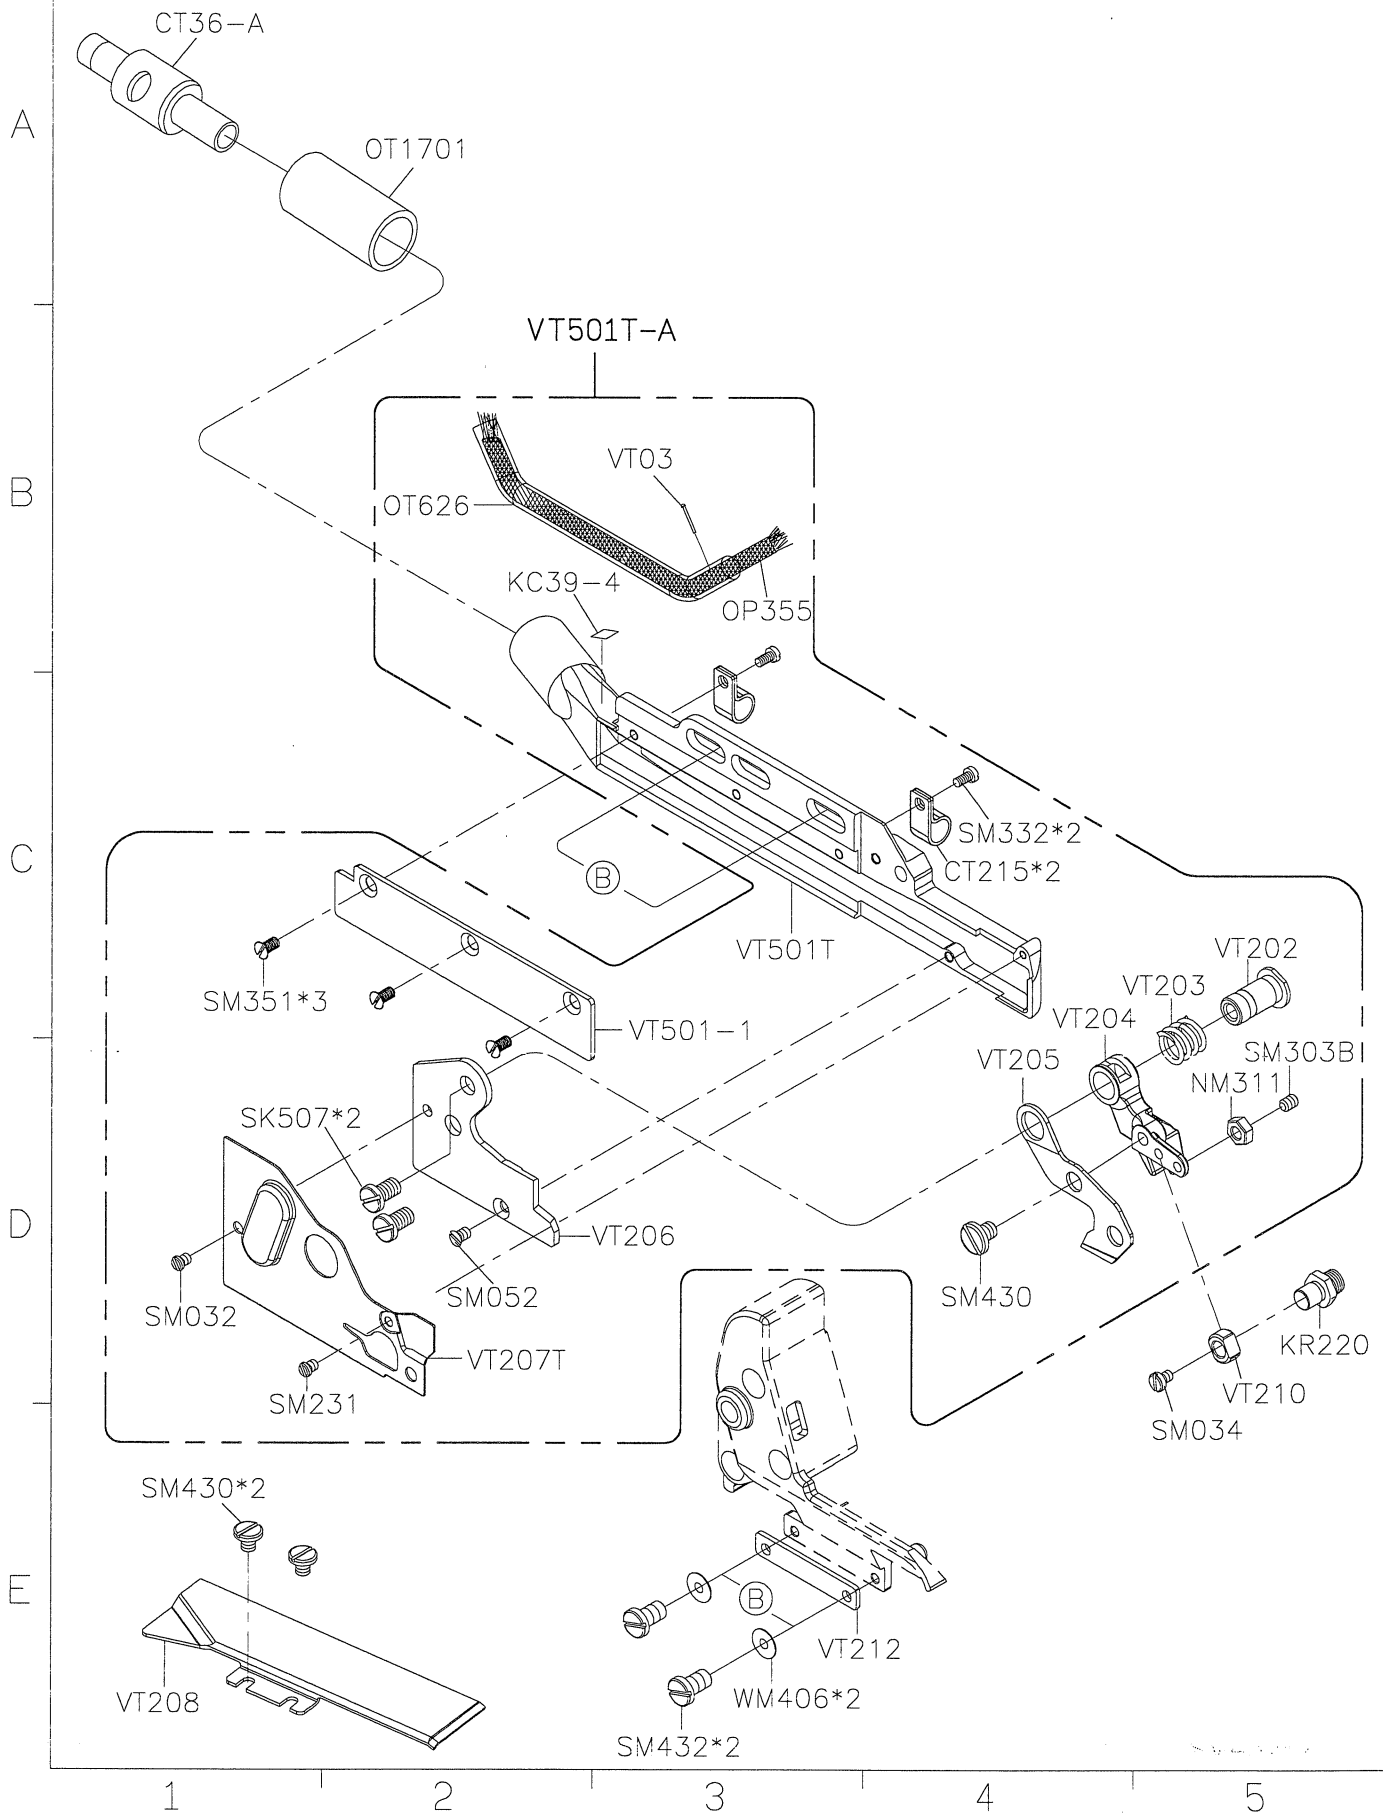 CT36-A
A
OT1701
VT501T-A
VT03
B
OT626
KC39-4
OP355
SM332*2
C
B
CT215*2
VT501T
VT202
SM351*3
VT203
VT501-1
VT204
SM303B
VT205
NM311
SK507*2
D
VT206
SM052
SM430
SM032
KR220
VT207T
SM231
VT210
SM034
SM430*2
E
B
VT212
VT208
WM406*2
SM432*2
1
2
3
4
5